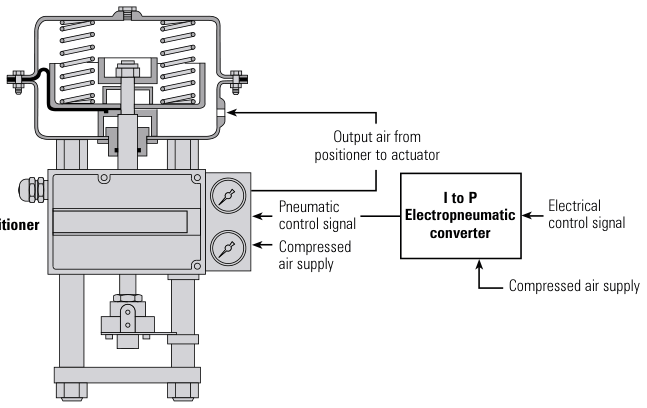 Output air from
positioner to actuator
I to P
Electropneumatic
converter
Electrical
control signal
Pneumatic
control signal
Compressed
air supply
Compressed air supply